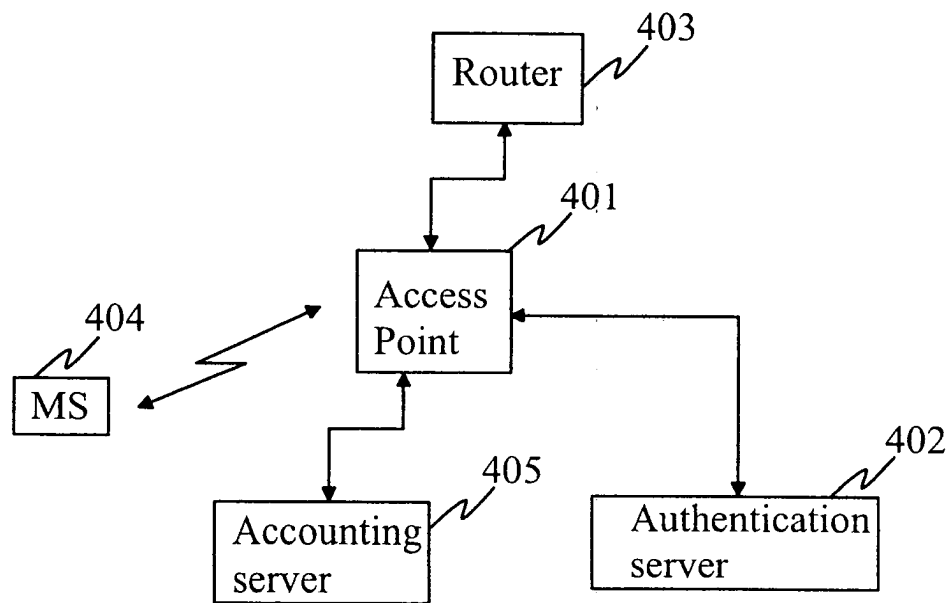 403
Router
401
Access
Point
404
MS
405
Accounting
server
402
Authentication
server